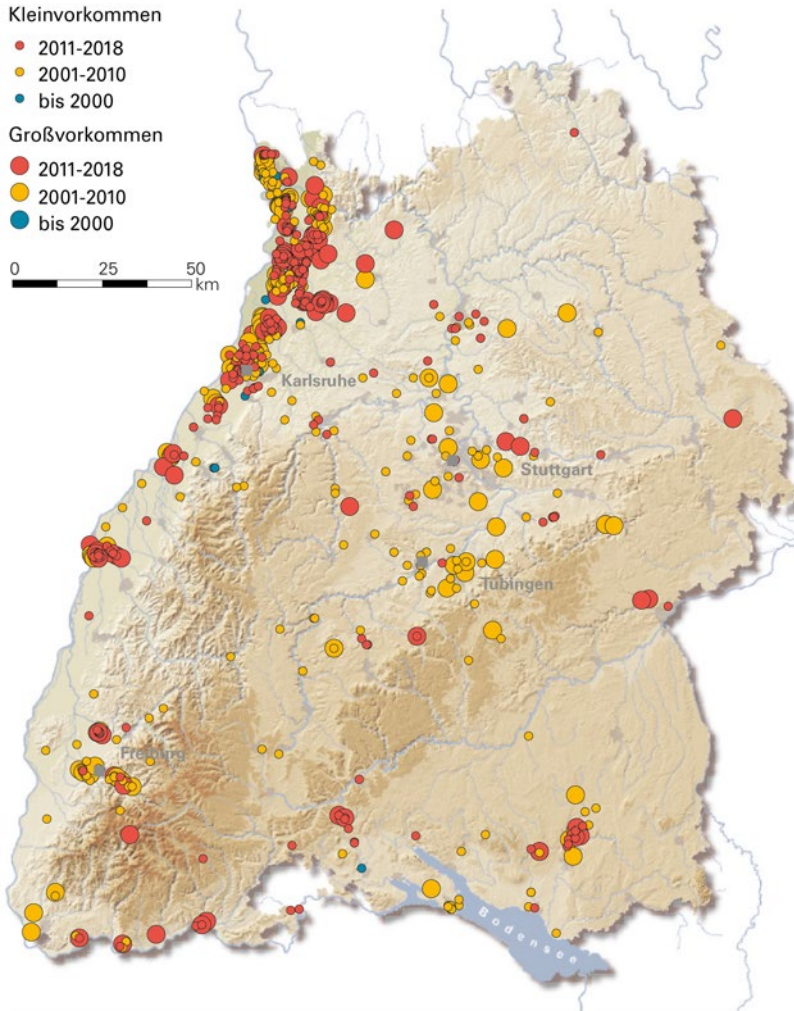 Kleinvorkommen
2011-2018
2001-2010
bis 2000
Großvorkommen
2011-2018
2001-2010
bis 2000
0 25 50
km
Karlsruhe
Stuttgart
Tübingen
Freiburg
Bodensee